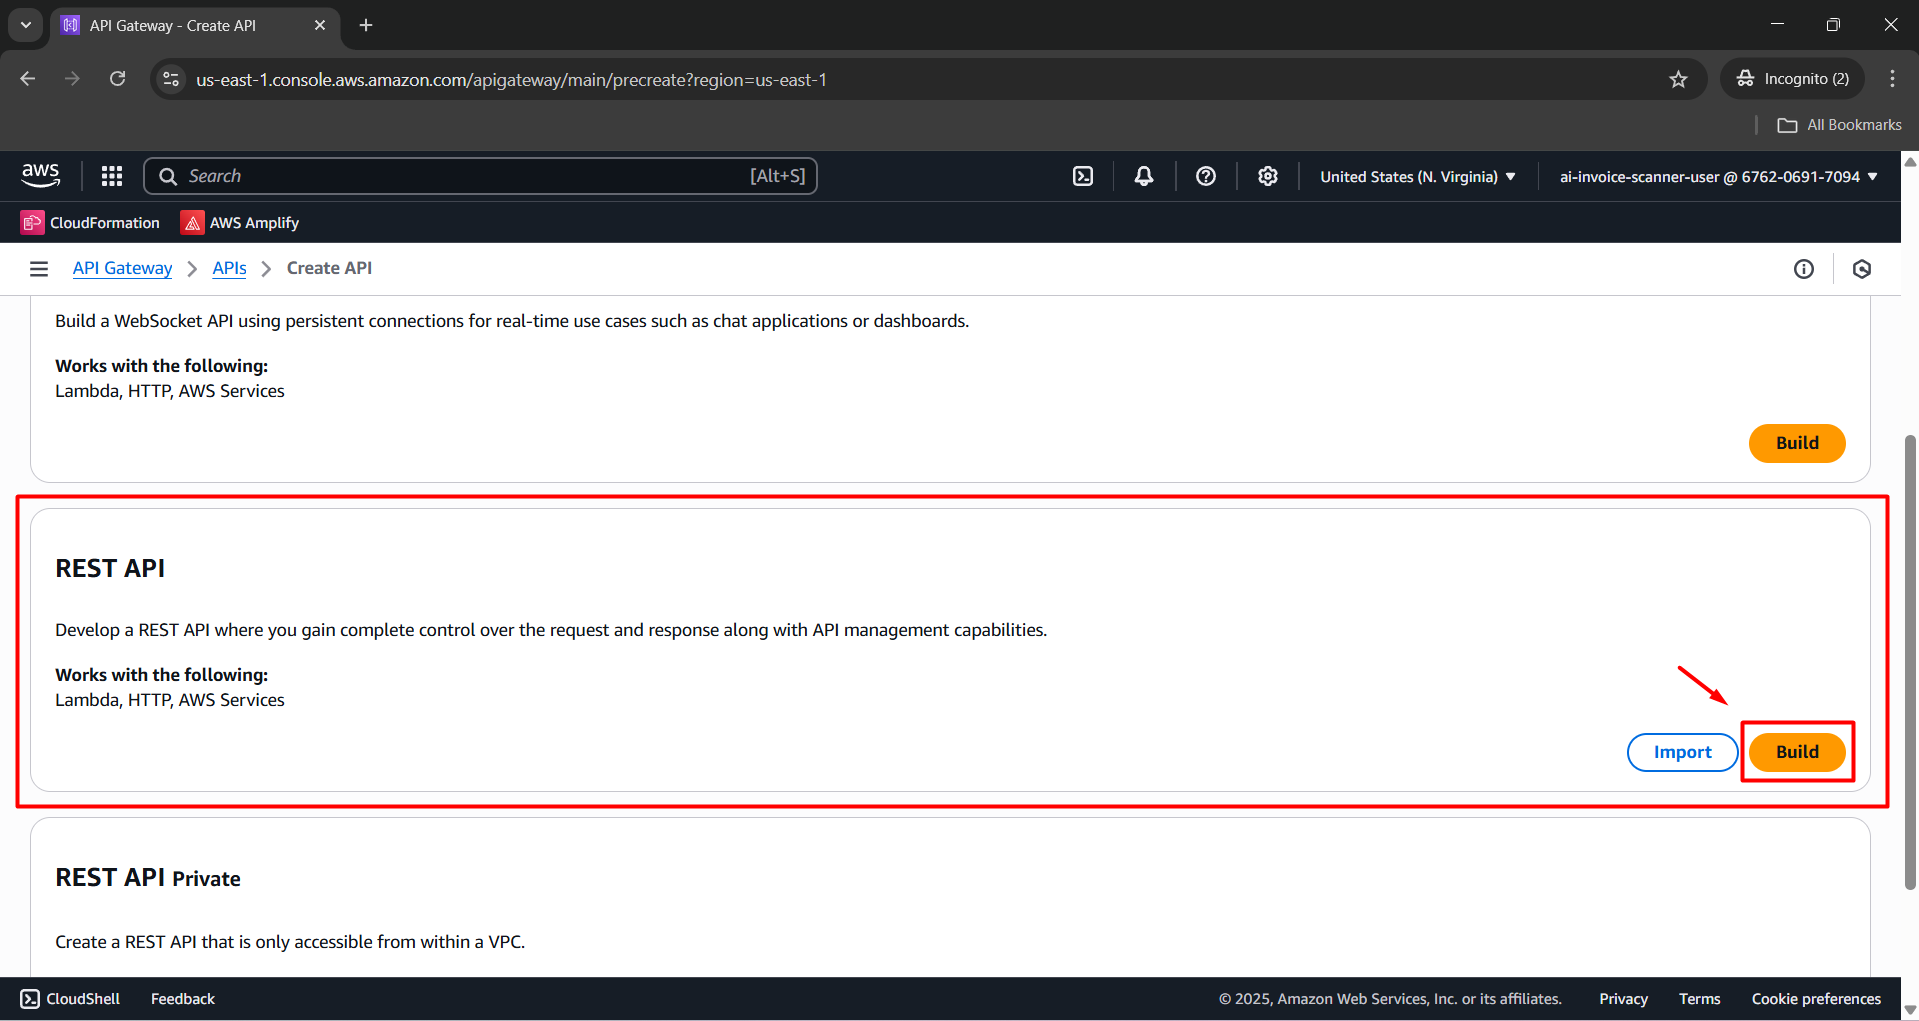 API Gateway - Create API
us-east-1.console.aws.amazon.com/apigateway/main/precreate?region=us-east-1
Incognito (2)
All Bookmarks
aws
Search
[Alt+S]
United States (N. Virginia)
ai-invoice-scanner-user @ 6762-0691-7094
CloudFormation
AWS Amplify
API Gateway
APIs
Create API
Build a WebSocket API using persistent connections for real-time use cases such as chat applications or dashboards.
Works with the following:
Lambda, HTTP, AWS Services
Build
REST API
Develop a REST API where you gain complete control over the request and response along with API management capabilities.
Works with the following:
Lambda, HTTP, AWS Services
Import
Build
REST API Private
Create a REST API that is only accessible from within a VPC.
CloudShell
Feedback
© 2025, Amazon Web Services, Inc. or its affiliates.
Privacy
Terms
Cookie preferences